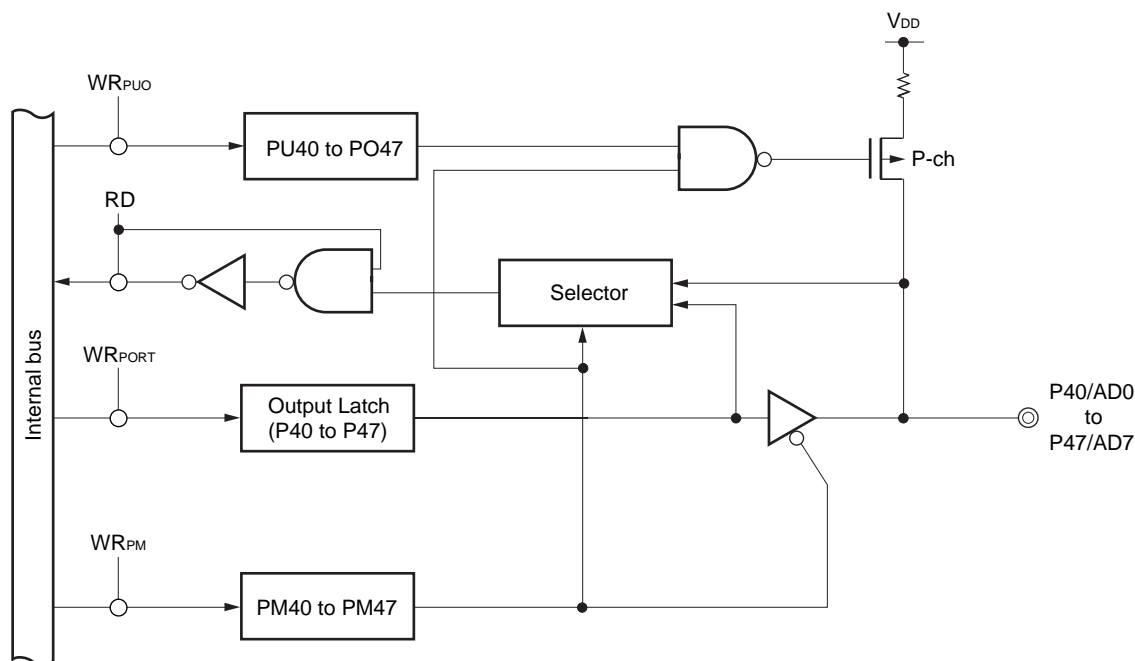 VDD
WRPUO
PU40 to PO47
P-ch
RD
Selector
Internal bus
WRPORT
Output Latch
(P40 to P47)
P40/AD0
to
P47/AD7
WRPM
PM40 to PM47